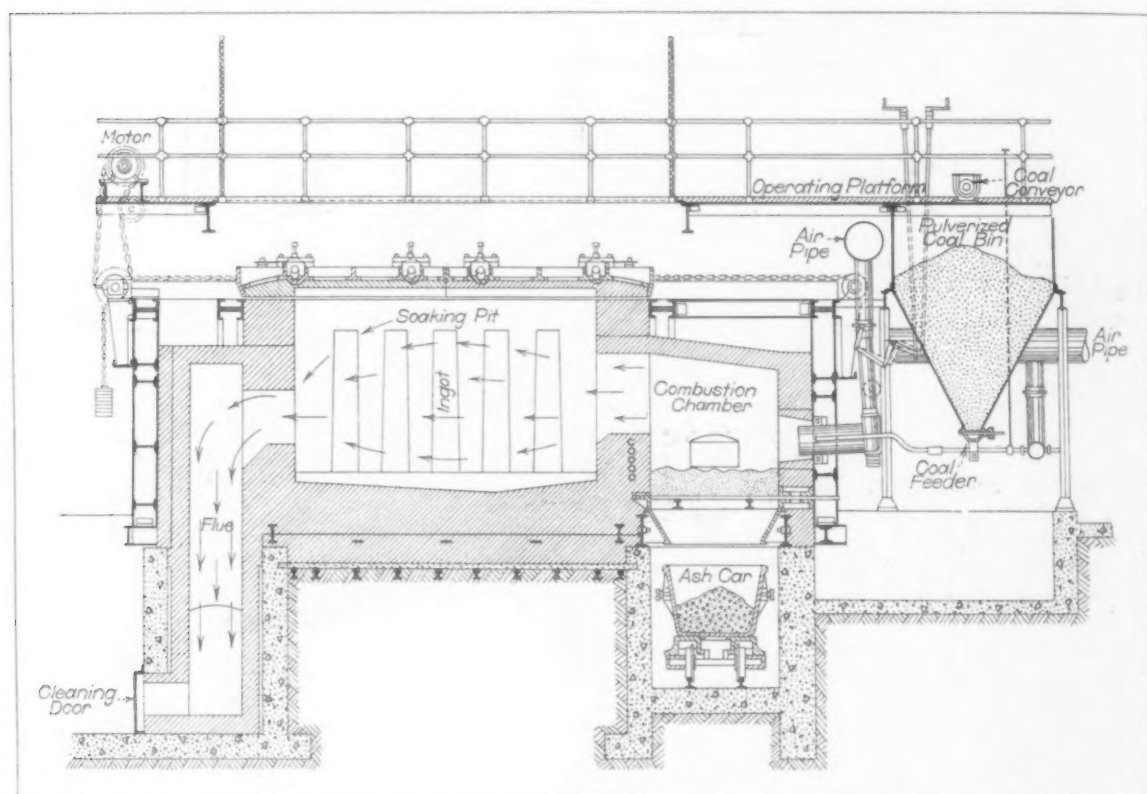 Motor
Operating Platform
Coal
Conveyor
Air
Pipe
Pulverized
Coal Bin
Soaking Pit
Ingot
Air
Pipe
Combustion
Chamber
Coal
Feeder
Flue
Ash Car
Cleaning
Door